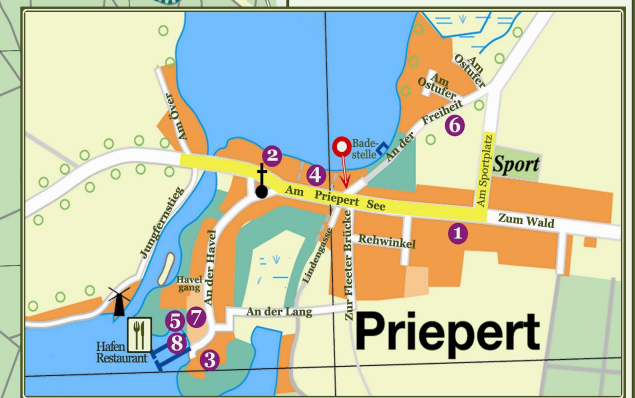 Am Ostufer
Am
Ostufer
Am Över
An der
Freiheit
6
Bade-
stelle
2
4
Am Sportplatz
Sport
Am Priepert See
Jungfernstieg
Zum Wald
1
An der Havel
Lindengasse
Zur Fleeter Brücke
Rehwinkel
Havel
gang
An der Lang
5
7
8
3
Hafen
Restaurant
Priepert